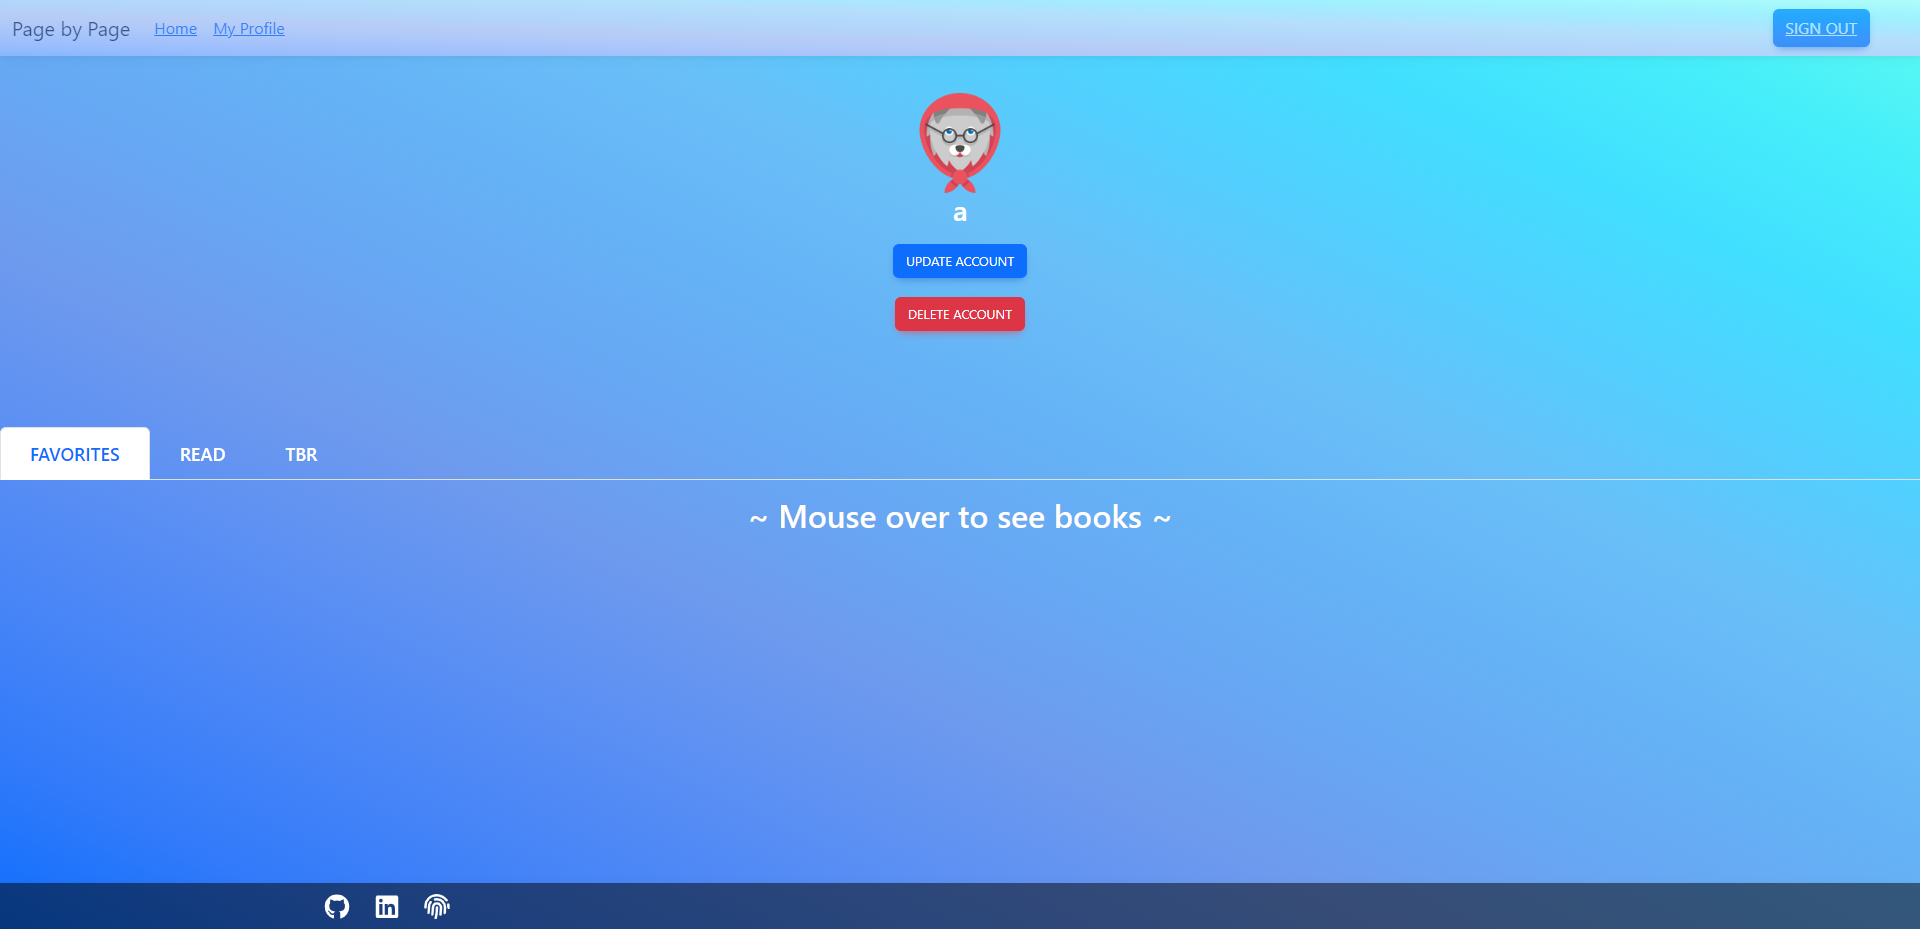 Page by Page Home My Profile SIGN OUT
a
UPDATE ACCOUNT
DELETE ACCOUNT
FAVORITES READ TBR
~ Mouse over to see books ~
in